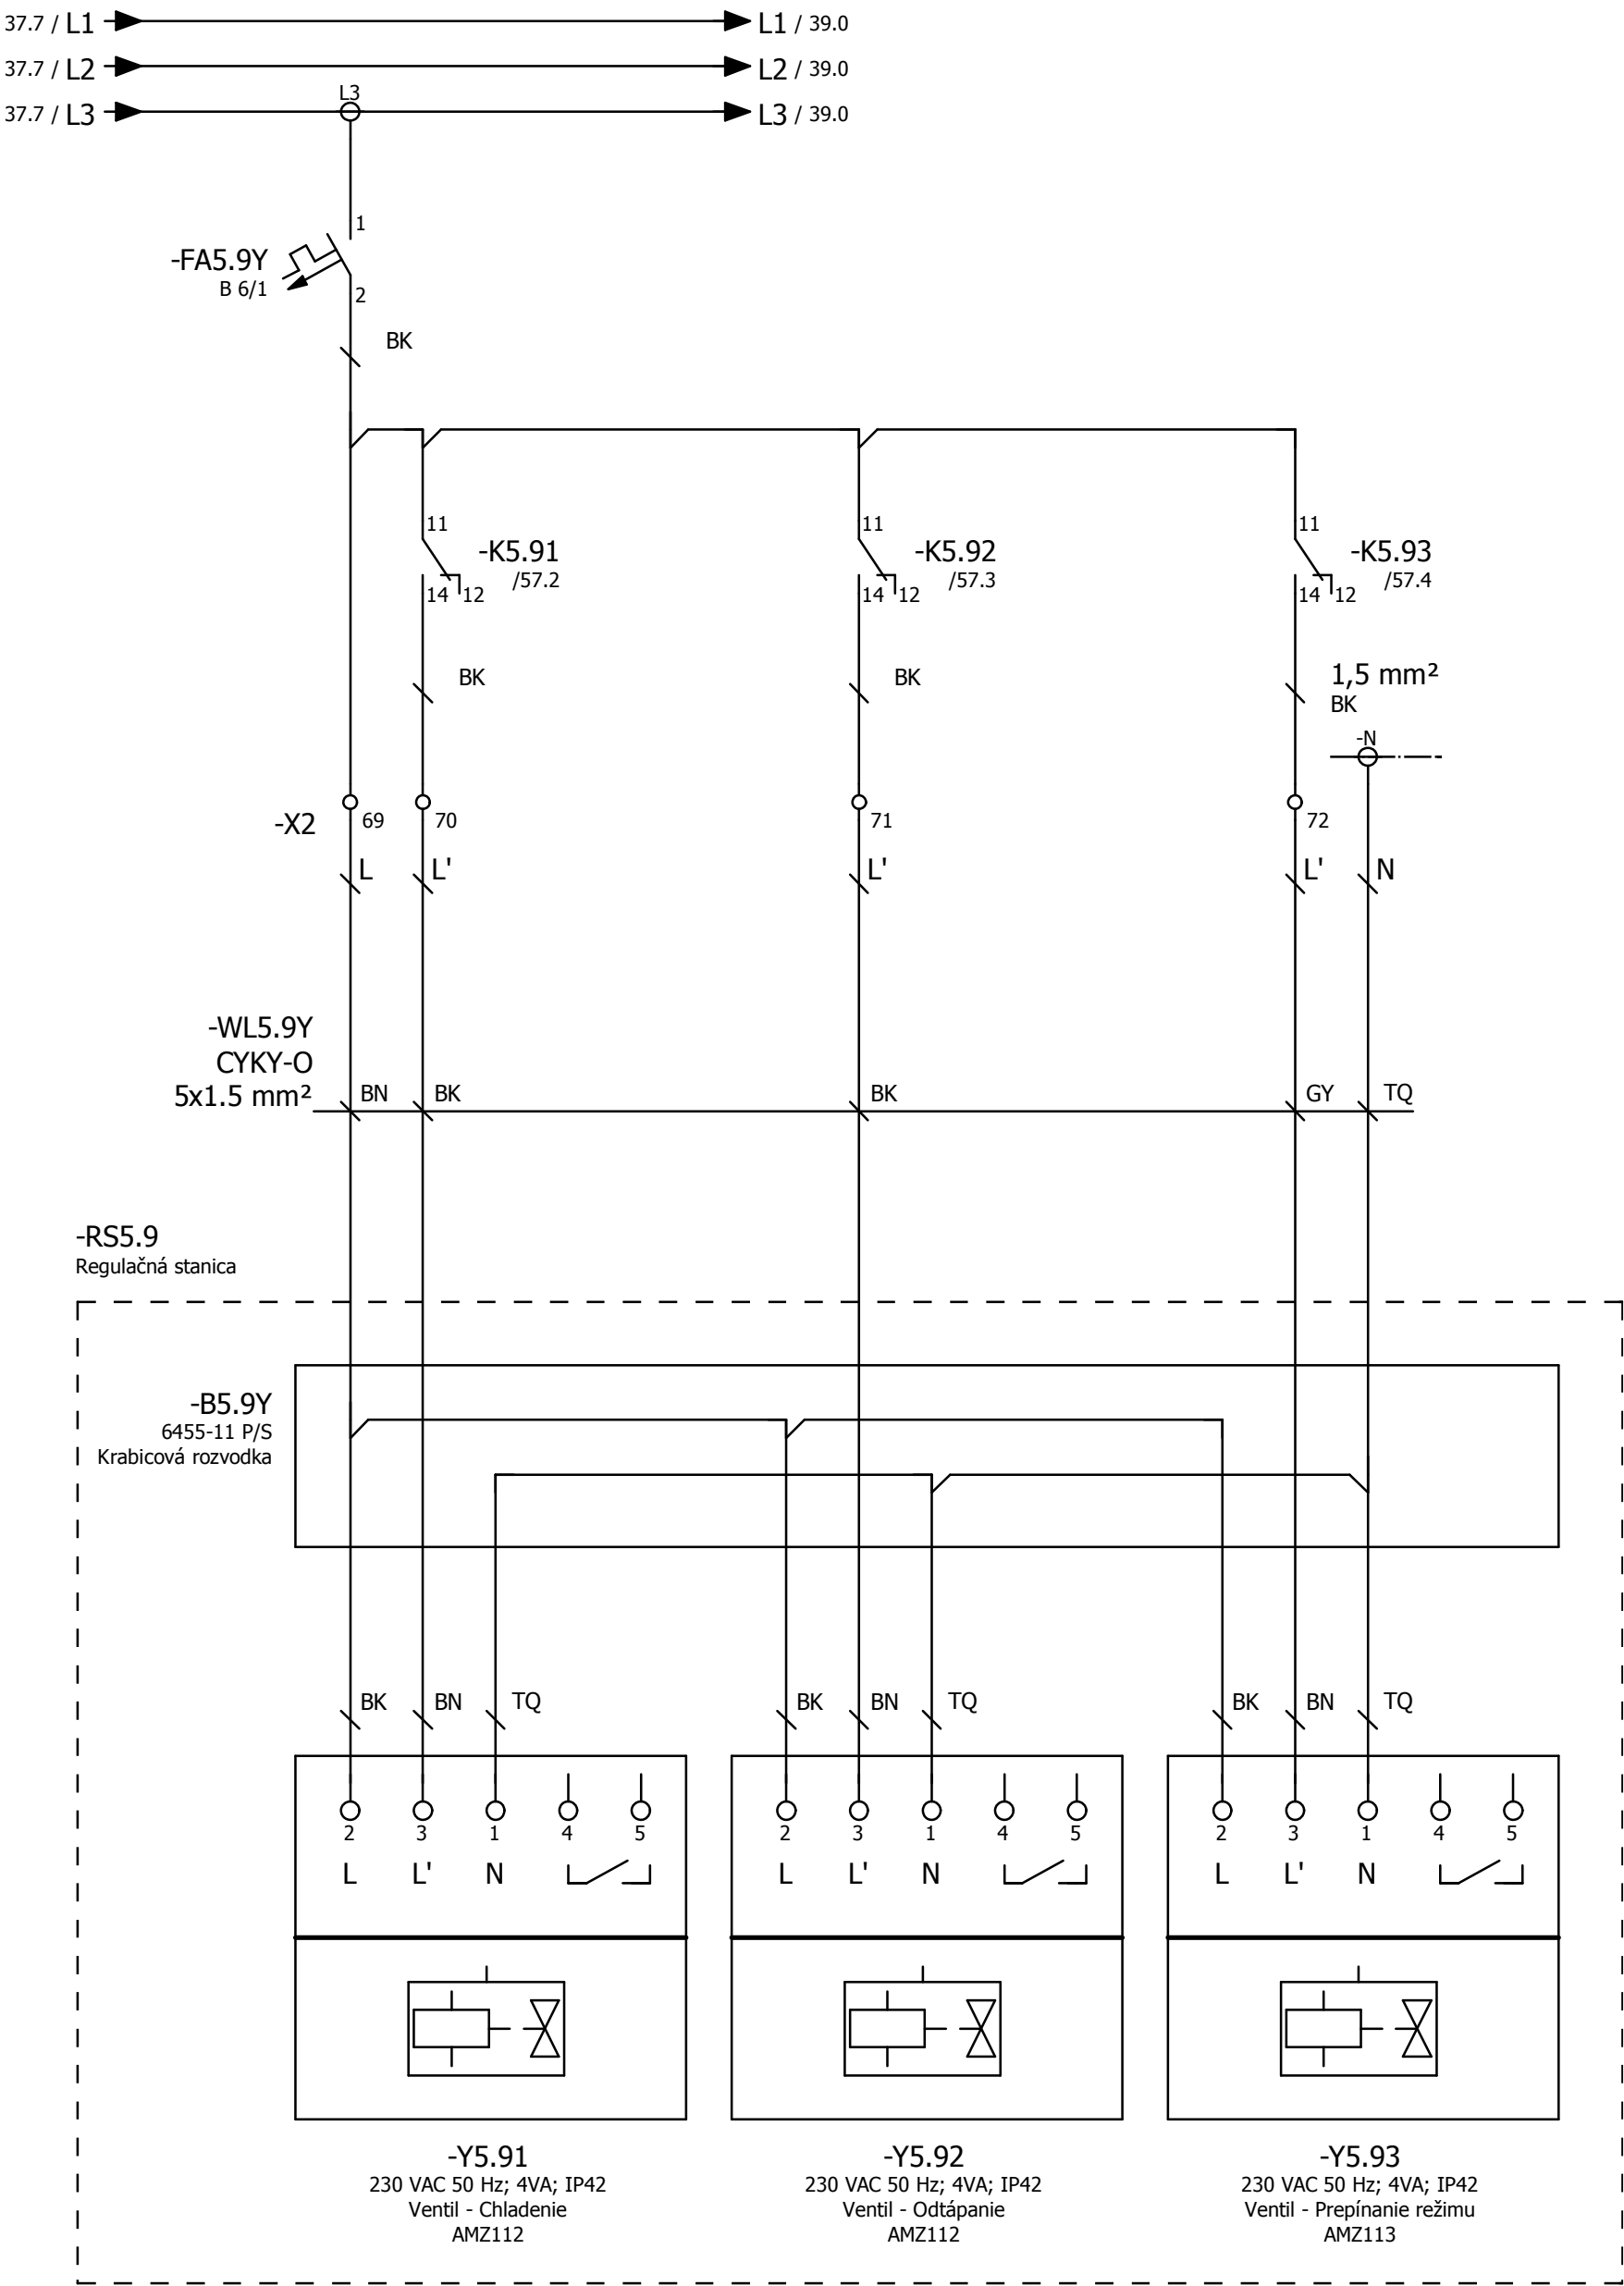 37.7 / L1 L1 / 39.0
37.7 / L2 L2 / 39.0
L3
37.7 / L3 L3 / 39.0
1
-FA5.9Y
B 6/1
2
BK
11 11 11
-K5.91 -K5.92 -K5.93
/57.2 /57.3 /57.4
14 12 14 12 14 12
BK BK 1,5 mm²
BK
-N
-X2 69 70 71 72
L L' L' L' N
-WL5.9Y
CYKY-O
5x1.5 mm² BN BK BK GY TQ
-RS5.9
Regulačná stanica
-B5.9Y
6455-11 P/S
Krabicová rozvodka
BK BN TQ BK BN TQ BK BN TQ
2 3 1 4 5 2 3 1 4 5 2 3 1 4 5
L L' N L L' N L L' N
-Y5.91 -Y5.92 -Y5.93
230 VAC 50 Hz; 4VA; IP42 230 VAC 50 Hz; 4VA; IP42 230 VAC 50 Hz; 4VA; IP42
Ventil - Chladenie Ventil - Odtápanie Ventil - Prepínanie režimu
AMZ112 AMZ112 AMZ113